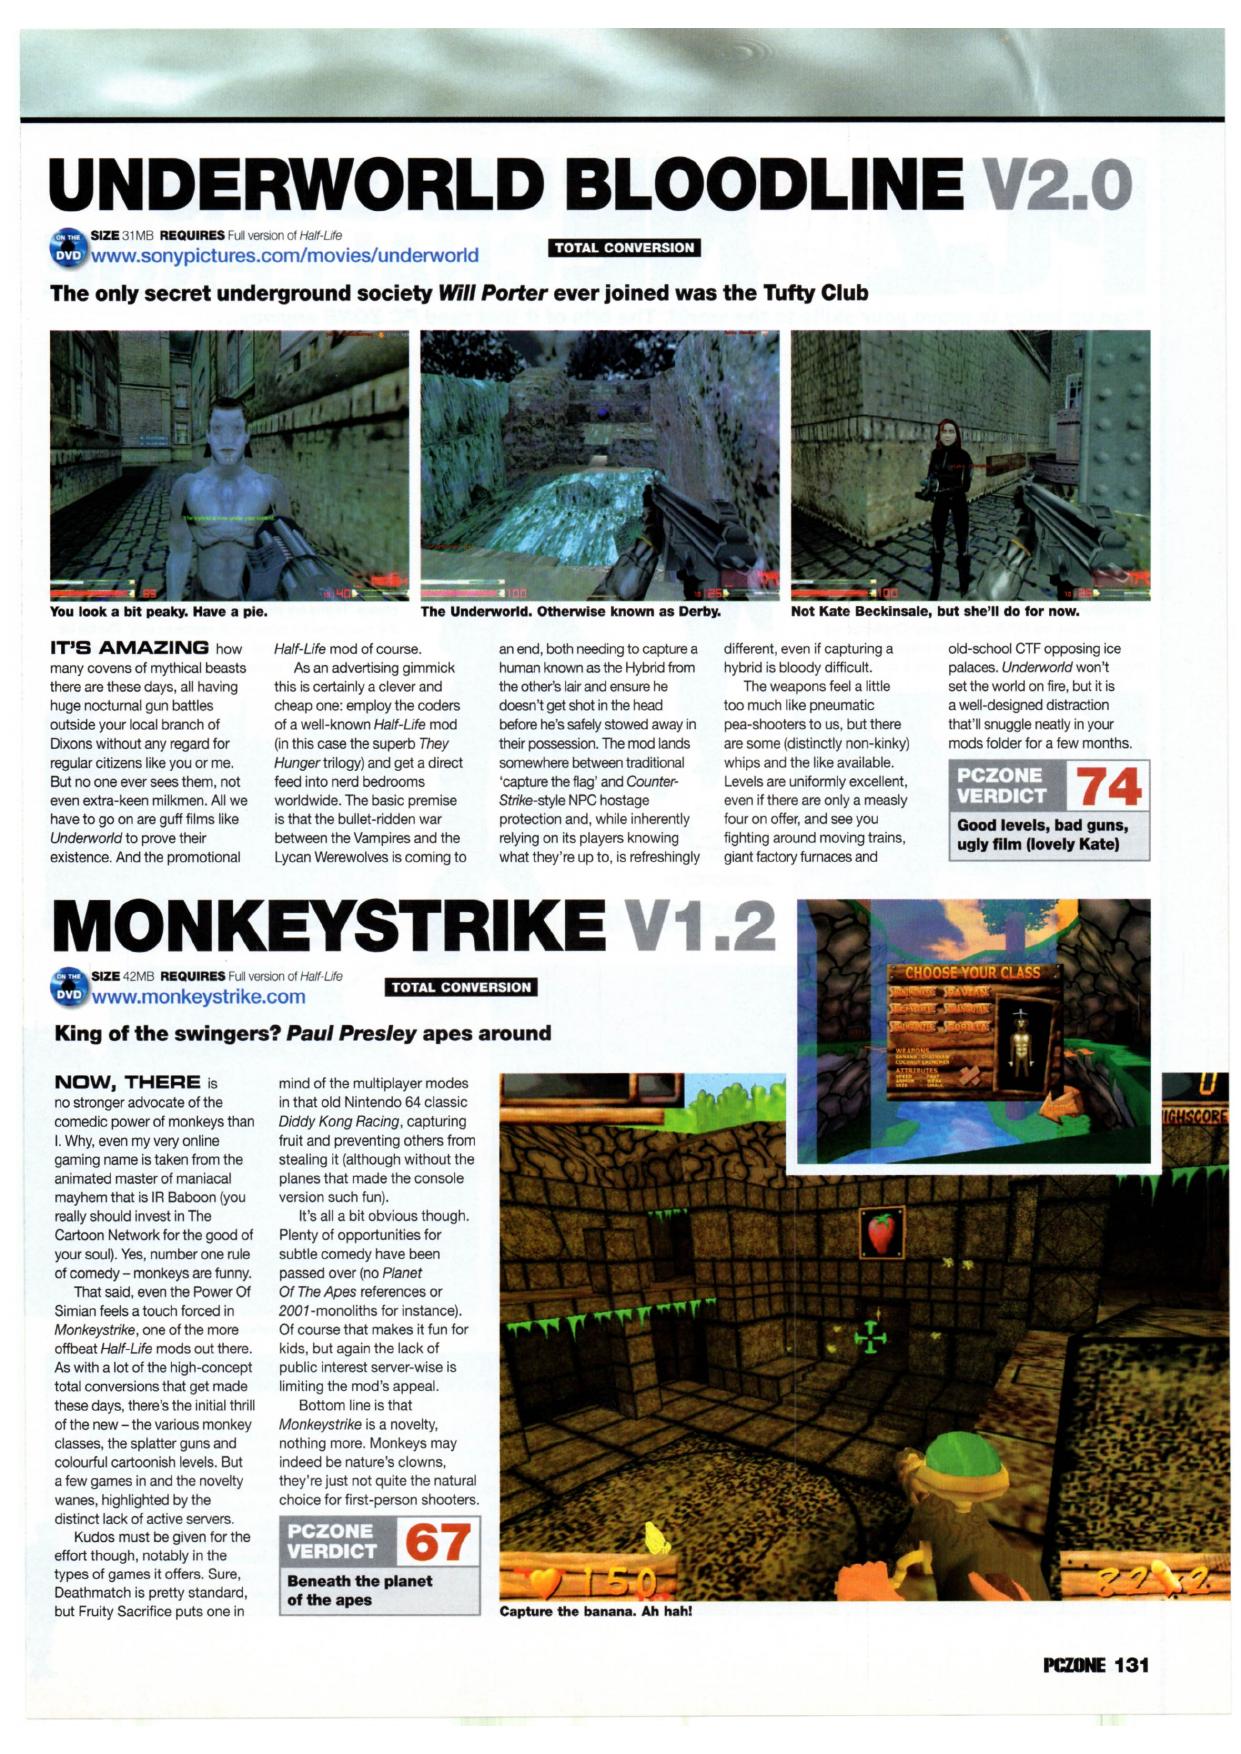 UNDERWORLD BLOODLINE V2.0
ON THE DVD
SIZE 31MB REQUIRES Full version of Half-Life
www.sonypictures.com/movies/underworld
TOTAL CONVERSION
The only secret underground society Will Porter ever joined was the Tufty Club
You look a bit peaky. Have a pie.
The Underworld. Otherwise known as Derby.
Not Kate Beckinsale, but she'll do for now.
IT'S AMAZING how
many covens of mythical beasts
there are these days, all having
huge nocturnal gun battles
outside your local branch of
Dixons without any regard for
regular citizens like you or me.
But no one ever sees them, not
even extra-keen milkmen. All we
have to go on are guff films like
Underworld to prove their
existence. And the promotional
Half-Life mod of course.
As an advertising gimmick
this is certainly a clever and
cheap one: employ the coders
of a well-known Half-Life mod
(in this case the superb They
Hunger trilogy) and get a direct
feed into nerd bedrooms
worldwide. The basic premise
is that the bullet-ridden war
between the Vampires and the
Lycan Werewolves is coming to
an end, both needing to capture a
human known as the Hybrid from
the other's lair and ensure he
doesn't get shot in the head
before he's safely stowed away in
their possession. The mod lands
somewhere between traditional
'capture the flag' and Counter-
Strike-style NPC hostage
protection and, while inherently
relying on its players knowing
what they're up to, is refreshingly
different, even if capturing a
hybrid is bloody difficult.
The weapons feel a little
too much like pneumatic
pea-shooters to us, but there
are some (distinctly non-kinky)
whips and the like available.
Levels are uniformly excellent,
even if there are only a measly
four on offer, and see you
fighting around moving trains,
giant factory furnaces and
old-school CTF opposing ice
palaces. Underworld won't
set the world on fire, but it is
a well-designed distraction
that'll snuggle neatly in your
mods folder for a few months.
PCZONE VERDICT 74
Good levels, bad guns,
ugly film (lovely Kate)
MONKEYSTRIKE V1.2
ON THE DVD
SIZE 42MB REQUIRES Full version of Half-Life
www.monkeystrike.com
TOTAL CONVERSION
King of the swingers? Paul Presley apes around
NOW, THERE is
no stronger advocate of the
comedic power of monkeys than
I. Why, even my very online
gaming name is taken from the
animated master of maniacal
mayhem that is IR Baboon (you
really should invest in The
Cartoon Network for the good of
your soul). Yes, number one rule
of comedy – monkeys are funny.
That said, even the Power Of
Simian feels a touch forced in
Monkeystrike, one of the more
offbeat Half-Life mods out there.
As with a lot of the high-concept
total conversions that get made
these days, there's the initial thrill
of the new – the various monkey
classes, the splatter guns and
colourful cartoonish levels. But
a few games in and the novelty
wanes, highlighted by the
distinct lack of active servers.
Kudos must be given for the
effort though, notably in the
types of games it offers. Sure,
Deathmatch is pretty standard,
but Fruity Sacrifice puts one in
mind of the multiplayer modes
in that old Nintendo 64 classic
Diddy Kong Racing, capturing
fruit and preventing others from
stealing it (although without the
planes that made the console
version such fun).
It's all a bit obvious though.
Plenty of opportunities for
subtle comedy have been
passed over (no Planet
Of The Apes references or
2001-monoliths for instance).
Of course that makes it fun for
kids, but again the lack of
public interest server-wise is
limiting the mod's appeal.
Bottom line is that
Monkeystrike is a novelty,
nothing more. Monkeys may
indeed be nature's clowns,
they're just not quite the natural
choice for first-person shooters.
PCZONE VERDICT 67
Beneath the planet
of the apes
CHOOSE YOUR CLASS
WEAPONS
ATTRIBUTES
0
HIGHSCORE
150
82
2
Capture the banana. Ah hah!
PCZONE 131